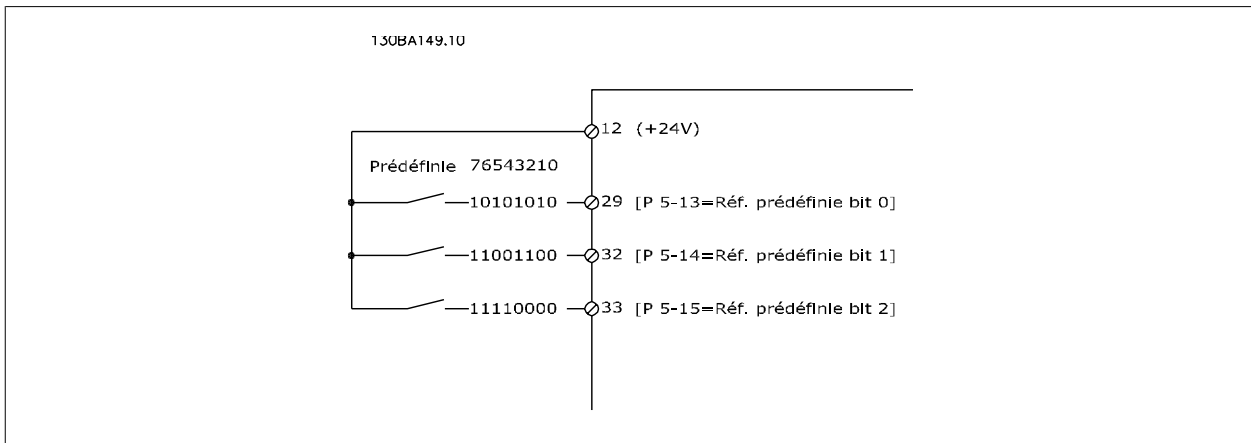 130BA149.10
12 (+24V)
Prédéfinie 76543210
10101010 29 [P 5-13=Réf. prédéfinie bit 0]
11001100 32 [P 5-14=Réf. prédéfinie bit 1]
11110000 33 [P 5-15=Réf. prédéfinie bit 2]